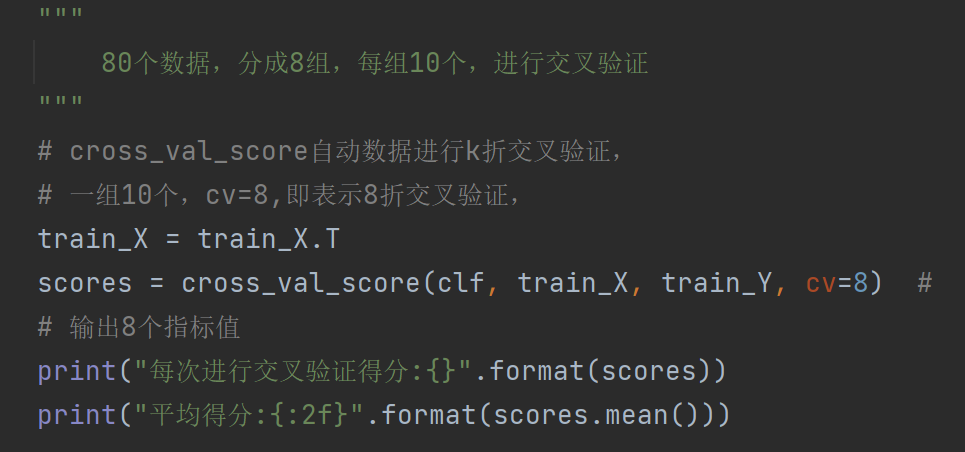 """
80个数据，分成8组，每组10个，进行交叉验证
"""
# cross_val_score自动数据进行k折交叉验证，
# 一组10个，cv=8,即表示8折交叉验证，
train_X = train_X.T
scores = cross_val_score(clf, train_X, train_Y, cv=8)  #
# 输出8个指标值
print("每次进行交叉验证得分:{}".format(scores))
print("平均得分:{:2f}".format(scores.mean()))